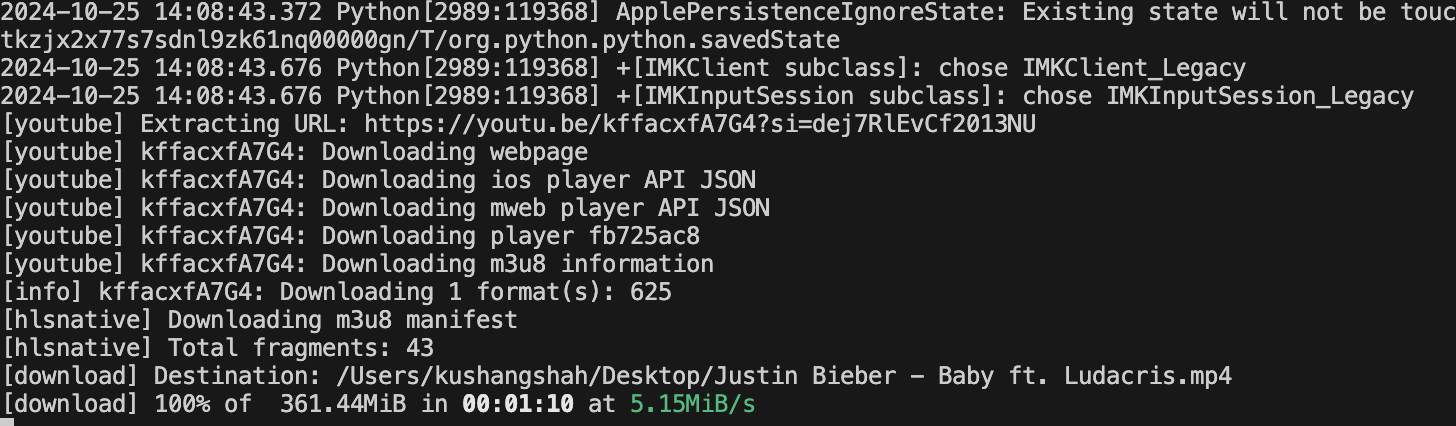 2024-10-25 14:08:43.372 Python[2989:119368] ApplePersistenceIgnoreState: Existing state will not be touc
tkzjx2x77s7sdnl9zk61nq00000gn/T/org.python.python.savedState
2024-10-25 14:08:43.676 Python[2989:119368] +[IMKClient subclass]: chose IMKClient_Legacy
2024-10-25 14:08:43.676 Python[2989:119368] +[IMKInputSession subclass]: chose IMKInputSession_Legacy
[youtube] Extracting URL: https://youtu.be/kffacxfA7G4?si=dej7RlEvCf2013NU
[youtube] kffacxfA7G4: Downloading webpage
[youtube] kffacxfA7G4: Downloading ios player API JSON
[youtube] kffacxfA7G4: Downloading mweb player API JSON
[youtube] kffacxfA7G4: Downloading player fb725ac8
[youtube] kffacxfA7G4: Downloading m3u8 information
[info] kffacxfA7G4: Downloading 1 format(s): 625
[hlsnative] Downloading m3u8 manifest
[hlsnative] Total fragments: 43
[download] Destination: /Users/kushangshah/Desktop/Justin Bieber - Baby ft. Ludacris.mp4
[download] 100% of  361.44MiB in 00:01:10 at 5.15MiB/s